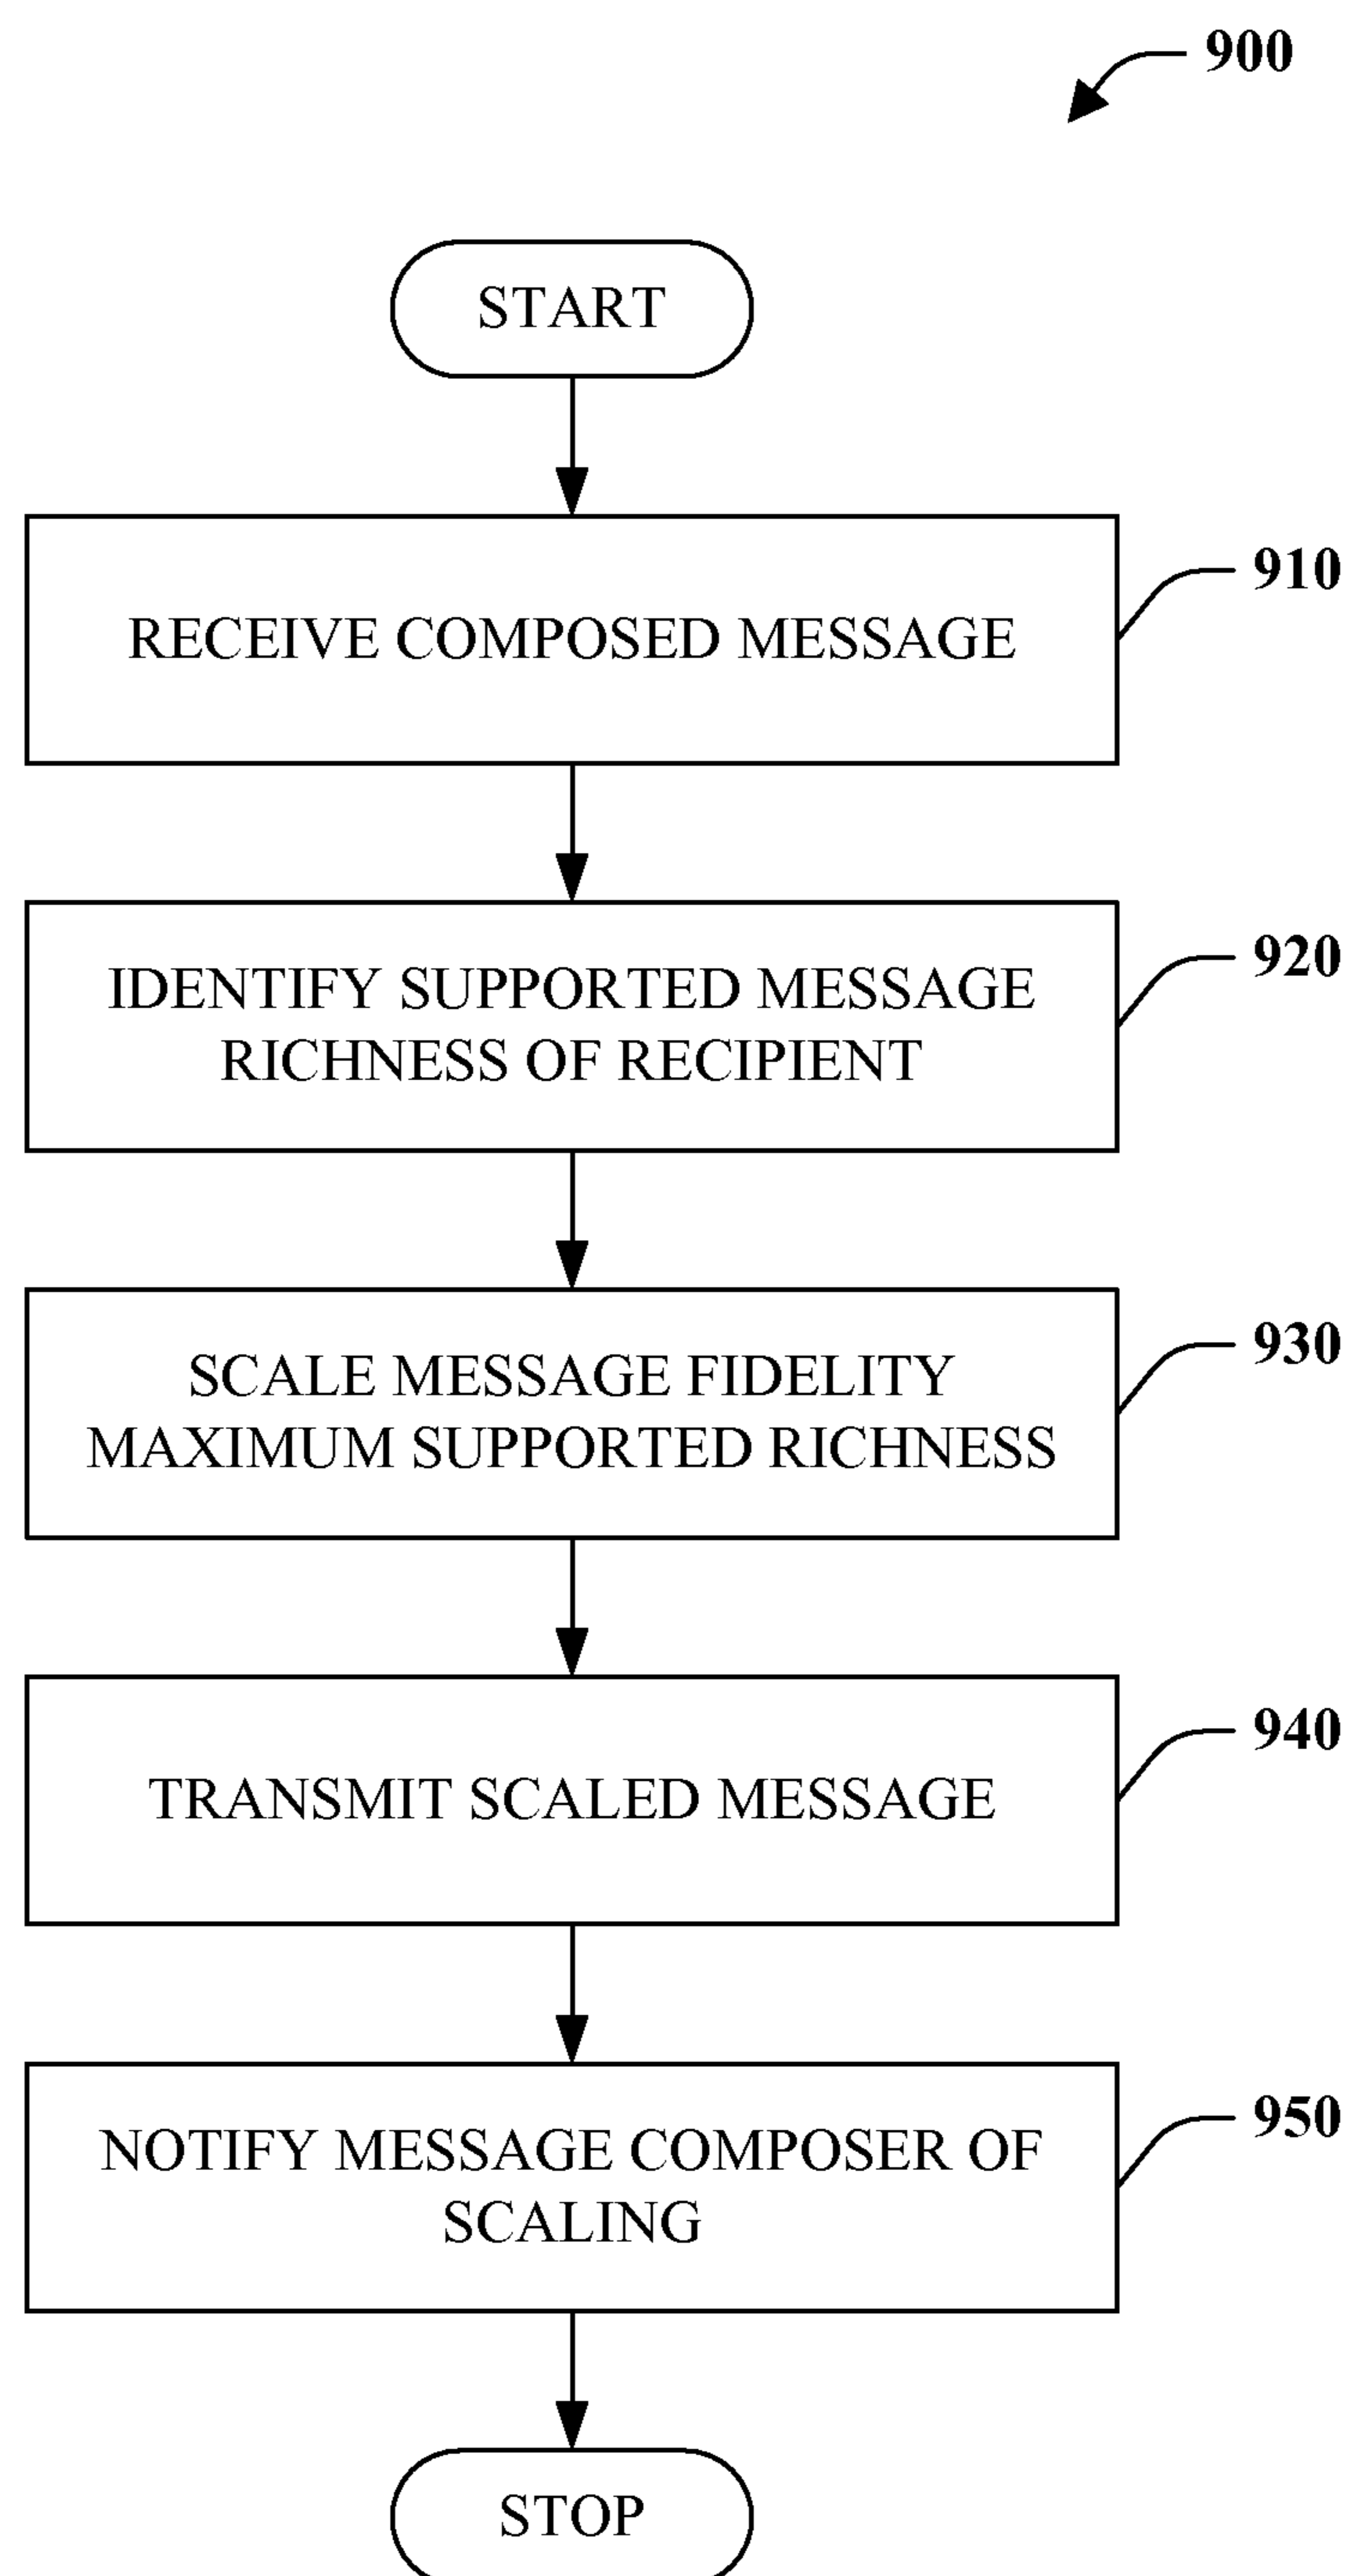 900
START
RECEIVE COMPOSED MESSAGE
910
IDENTIFY SUPPORTED MESSAGE
RICHNESS OF RECIPIENT
920
SCALE MESSAGE FIDELITY
MAXIMUM SUPPORTED RICHNESS
930
TRANSMIT SCALED MESSAGE
940
NOTIFY MESSAGE COMPOSER OF
SCALING
950
STOP